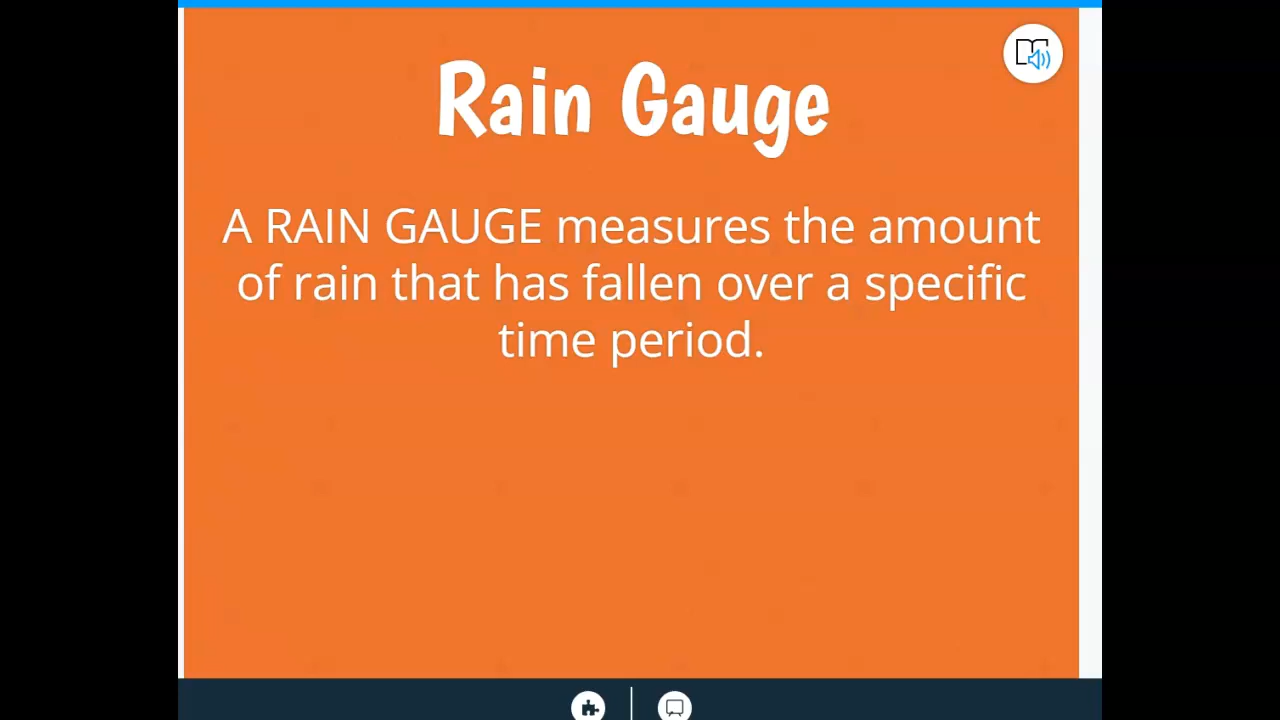 Rain Gauge
A RAIN GAUGE measures the amount
of rain that has fallen over a specific
time period.